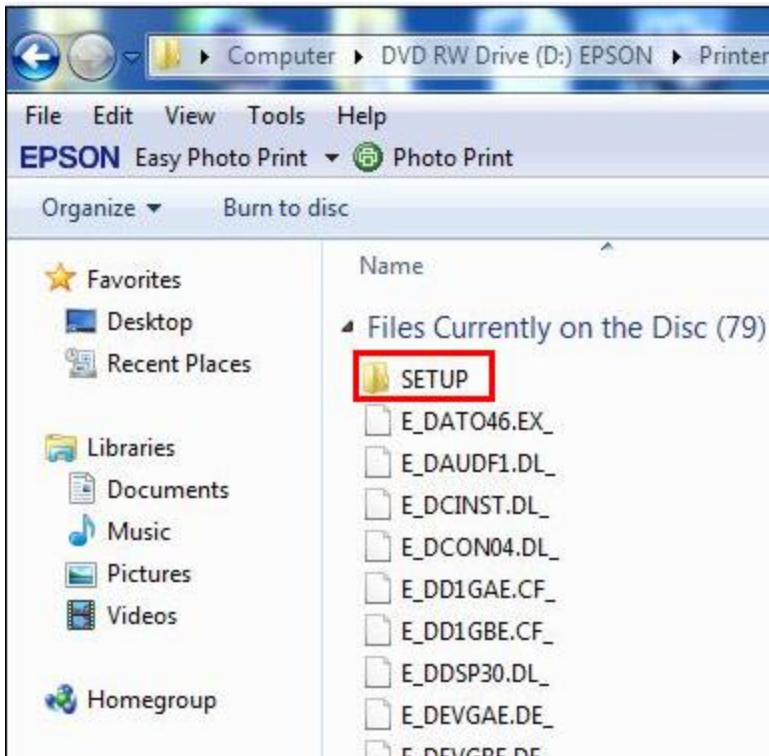 Computer DVD RW Drive (D:) EPSON Printer
File Edit View Tools Help
EPSON Easy Photo Print Photo Print
Organize Burn to disc
Favorites
Desktop
Recent Places
Libraries
Documents
Music
Pictures
Videos
Homegroup
Name
Files Currently on the Disc (79)
SETUP
E_DATO46.EX_
E_DAUDF1.DL_
E_DCINST.DL_
E_DCON04.DL_
E_DD1GAE.CF_
E_DD1GBE.CF_
E_DDSP30.DL_
E_DEVGAE.DE_
E_DEVGBE.DE_